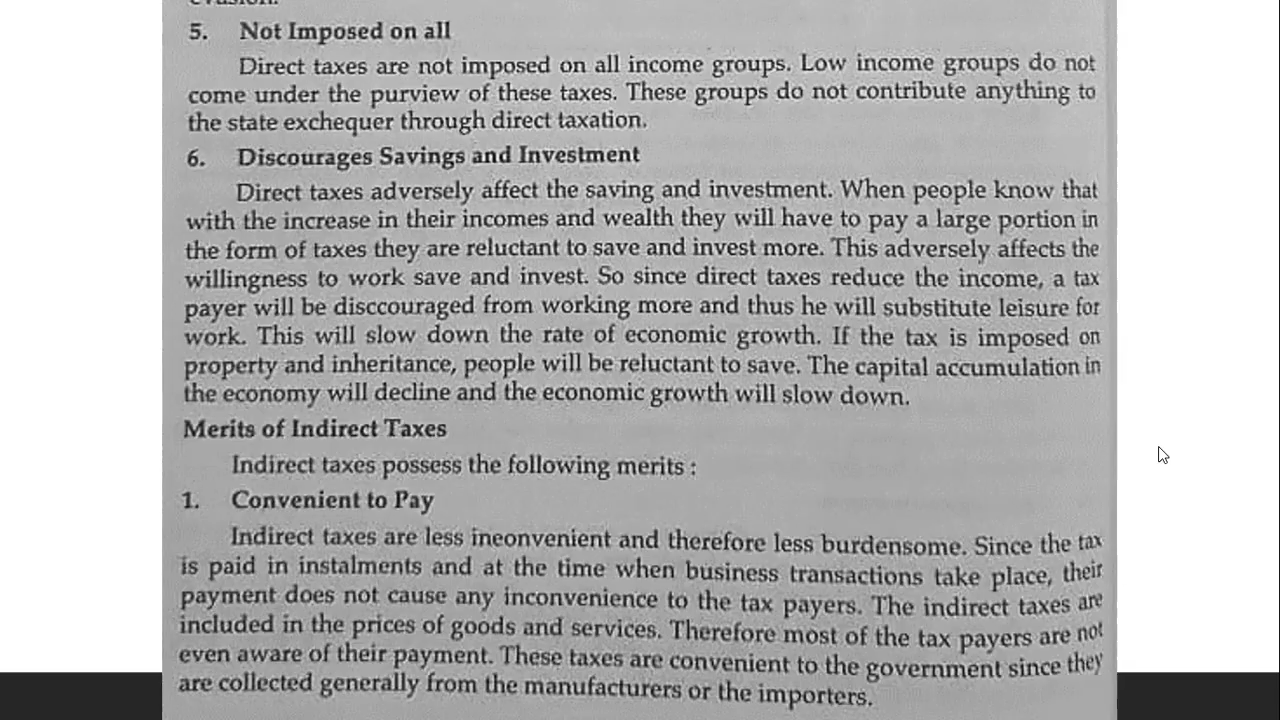 5. Not Imposed on all
Direct taxes are not imposed on all income groups. Low income groups do not
come under the purview of these taxes. These groups do not contribute anything to
the state exchequer through direct taxation.
6. Discourages Savings and Investment
Direct taxes adversely affect the saving and investment. When people know that
with the increase in their incomes and wealth they will have to pay a large portion in
the form of taxes they are reluctant to save and invest more. This adversely affects the
willingness to work save and invest. So since direct taxes reduce the income, a tax
payer will be disccouraged from working more and thus he will substitute leisure for
work. This will slow down the rate of economic growth. If the tax is imposed on
property and inheritance, people will be reluctant to save. The capital accumulation in
the economy will decline and the economic growth will slow down.
Merits of Indirect Taxes
Indirect taxes possess the following merits :
1. Convenient to Pay
Indirect taxes are less ineonvenient and therefore less burdensome. Since the tax
is paid in instalments and at the time when business transactions take place, their
payment does not cause any inconvenience to the tax payers. The indirect taxes are
included in the prices of goods and services. Therefore most of the tax payers are not
even aware of their payment. These taxes are convenient to the government since they
are collected generally from the manufacturers or the importers.